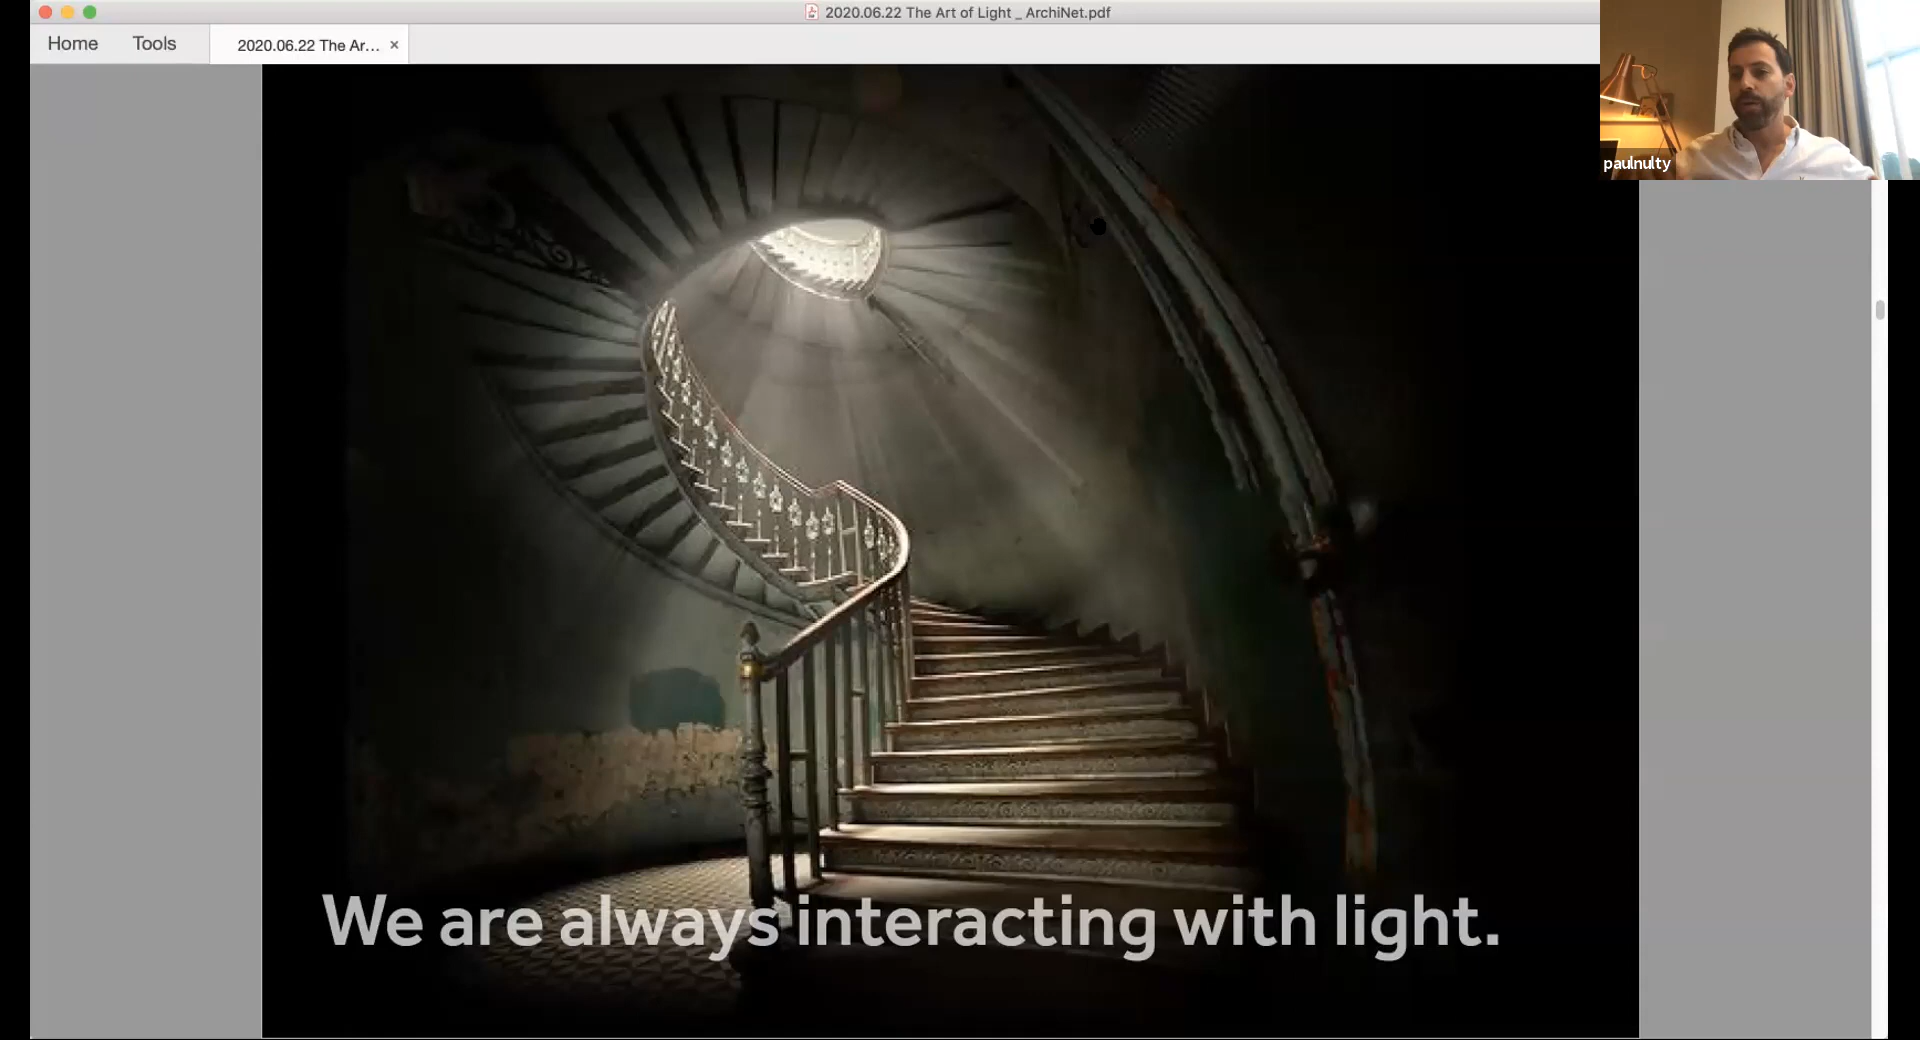 2020.06.22 The Art of Light _ ArchiNet.pdf
Home Tools 2020.06.22 The Ar... ×
paulnulty
We are always interacting with light.